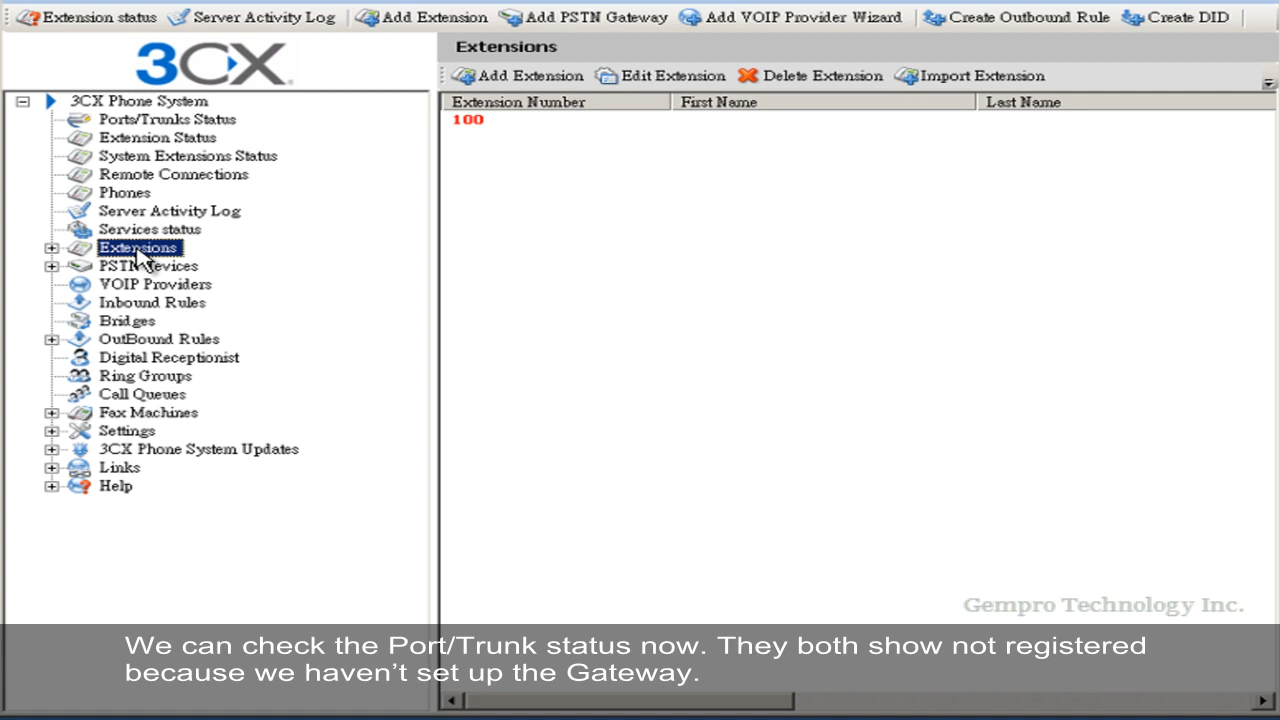 Extension status Server Activity Log Add Extension Add PSTN Gateway Add VOIP Provider Wizard Create Outbound Rule Create DID
3CX
Extensions
Add Extension Edit Extension Delete Extension Import Extension
Extension Number First Name Last Name
100
3CX Phone System
Ports/Trunks Status
Extension Status
System Extensions Status
Remote Connections
Phones
Server Activity Log
Services status
Extensions
PSTN Devices
VOIP Providers
Inbound Rules
Bridges
OutBound Rules
Digital Receptionist
Ring Groups
Call Queues
Fax Machines
Settings
3CX Phone System Updates
Links
Help
Gempro Technology Inc.
We can check the Port/Trunk status now. They both show not registered
because we haven’t set up the Gateway.